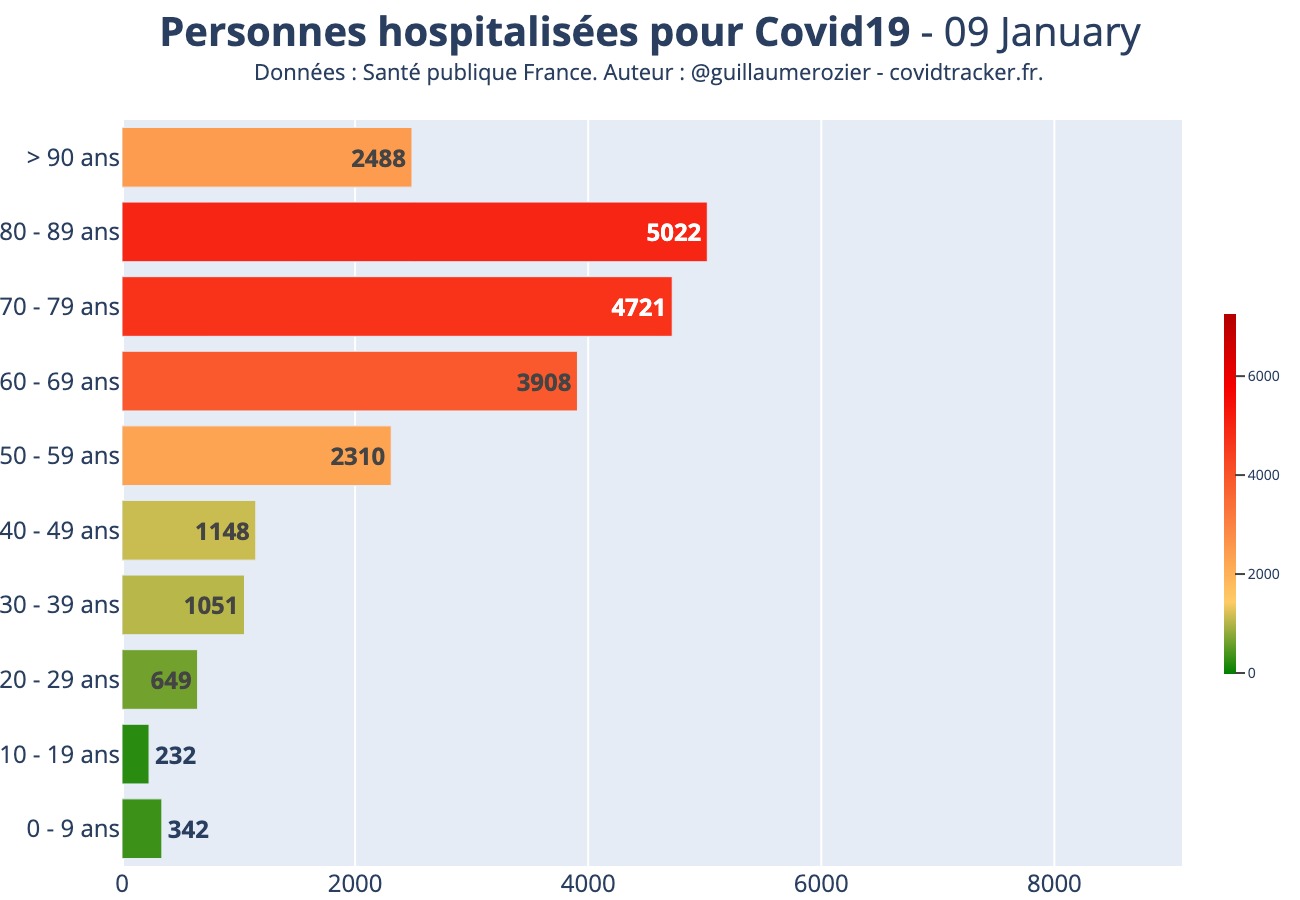 Personnes hospitalisées pour Covid19 - 09 January
Données : Santé publique France. Auteur : @guillaumerozier - covidtracker.fr.
> 90 ans 2488
80 - 89 ans 5022
70 - 79 ans 4721
60 - 69 ans 3908
50 - 59 ans 2310
40 - 49 ans 1148
30 - 39 ans 1051
20 - 29 ans 649
10 - 19 ans 232
0 - 9 ans 342
0 2000 4000 6000 8000
6000
4000
2000
0